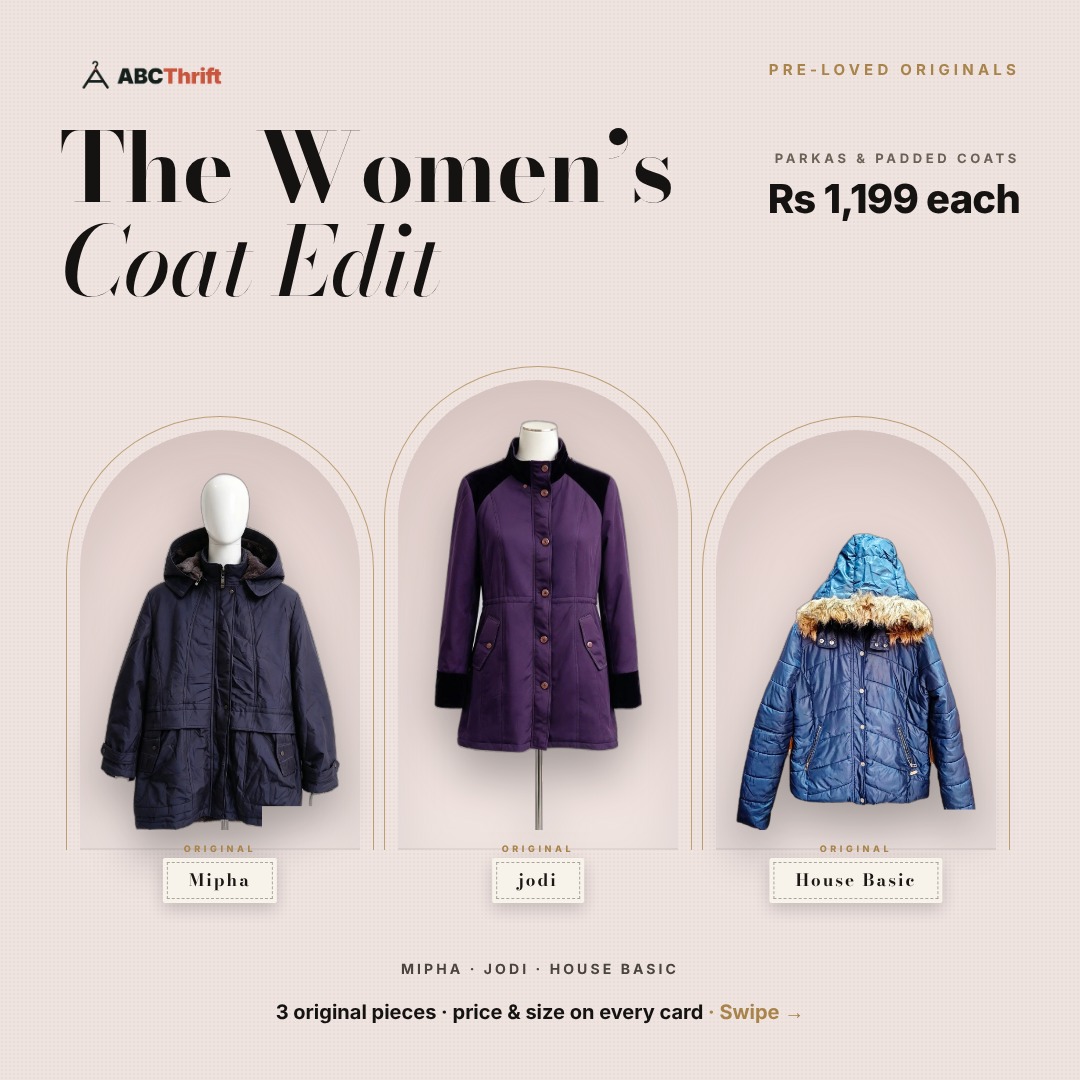 ABCThrift
PRE-LOVED ORIGINALS
The Women's
Coat Edit
PARKAS & PADDED COATS
Rs 1,199 each
ORIGINAL
Mipha
ORIGINAL
jodi
ORIGINAL
House Basic
MIPHA · JODI · HOUSE BASIC
3 original pieces · price & size on every card · Swipe →